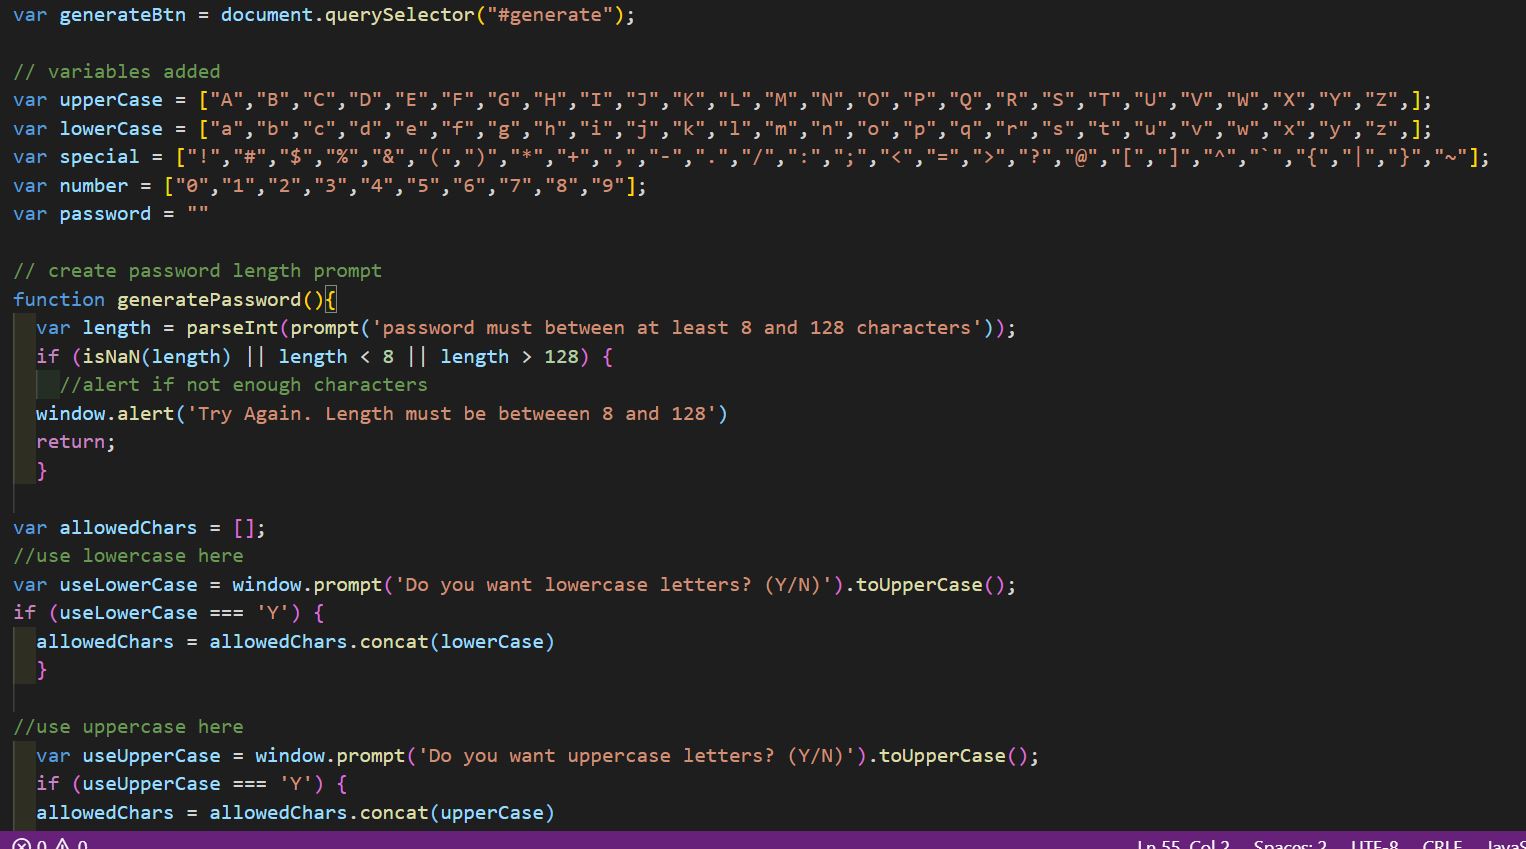 var generateBtn = document.querySelector("#generate");
// variables added
var upperCase = ["A","B","C","D","E","F","G","H","I","J","K","L","M","N","O","P","Q","R","S","T","U","V","W","X","Y","Z",];
var lowerCase = ["a","b","c","d","e","f","g","h","i","j","k","l","m","n","o","p","q","r","s","t","u","v","w","x","y","z",];
var special = ["!","#","$","%","&","(",")","*","+",",","-",".","/",":",";","<","=",">","?","@","[","]","^","`","{","|","}","~"];
var number = ["0","1","2","3","4","5","6","7","8","9"];
var password = ""
// create password length prompt
function generatePassword(){
var length = parseInt(prompt('password must between at least 8 and 128 characters'));
if (isNaN(length) || length < 8 || length > 128) {
//alert if not enough characters
window.alert('Try Again. Length must be betweeen 8 and 128')
return;
}
var allowedChars = [];
//use lowercase here
var useLowerCase = window.prompt('Do you want lowercase letters? (Y/N)').toUpperCase();
if (useLowerCase === 'Y') {
allowedChars = allowedChars.concat(lowerCase)
}
//use uppercase here
var useUpperCase = window.prompt('Do you want uppercase letters? (Y/N)').toUpperCase();
if (useUpperCase === 'Y') {
allowedChars = allowedChars.concat(upperCase)
0 0 Ln 55, Col 2 Spaces: 2 UTF-8 CRLF JavaS